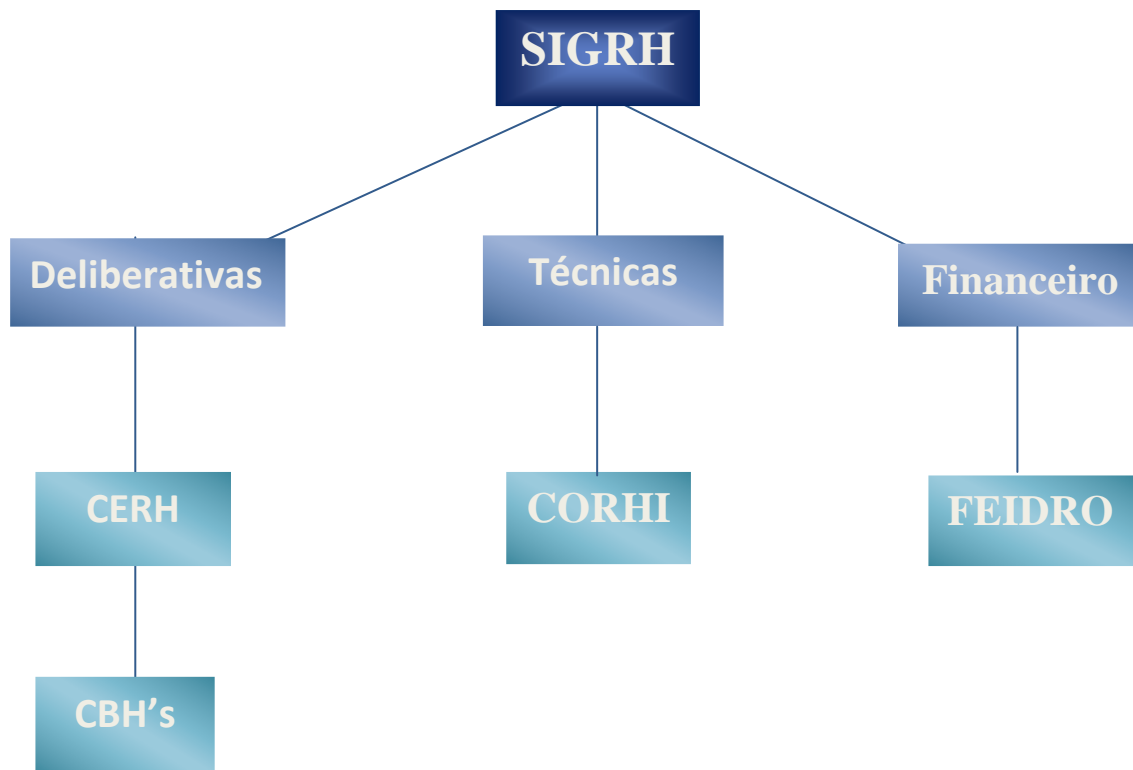 SIGRH
Deliberativas
Técnicas
Financeiro
CERH
CORHI
FEIDRO
CBH’s